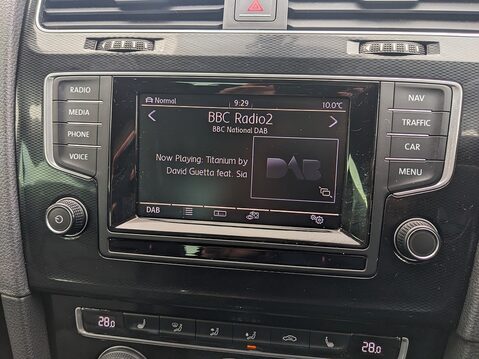 RADIO
MEDIA
PHONE
VOICE
Normal 9:29 10.0°C
BBC Radio2
BBC National DAB
Now Playing: Titanium by
David Guetta feat. Sia
DAB
DAB
NAV
TRAFFIC
CAR
MENU
28.0
28.0